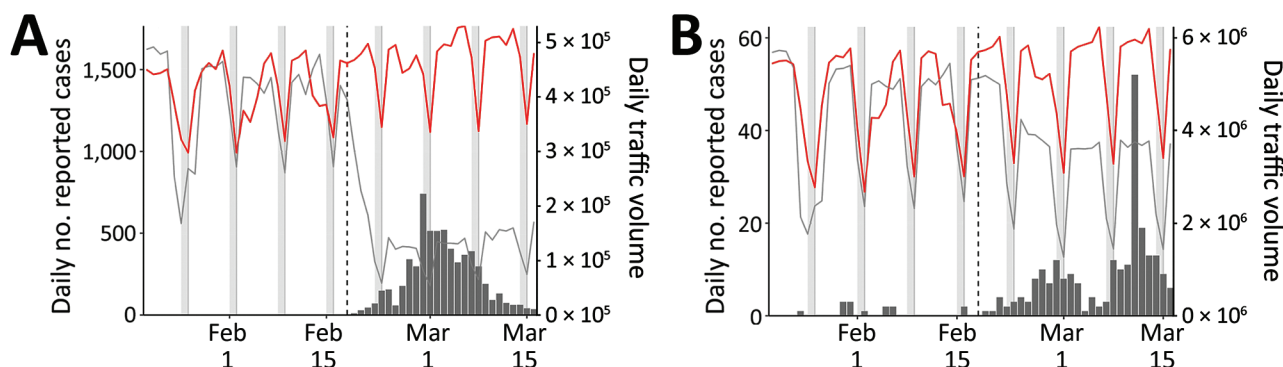 A
Daily no. reported cases
1,500
1,000
500
0
5 × 10⁵
4 × 10⁵
3 × 10⁵
2 × 10⁵
1 × 10⁵
0 × 10⁵
Daily traffic volume
Feb
1
Feb
15
Mar
1
Mar
15
B
Daily no. reported cases
60
40
20
0
6 × 10⁶
4 × 10⁶
2 × 10⁶
0 × 10⁶
Daily traffic volume
Feb
1
Feb
15
Mar
1
Mar
15